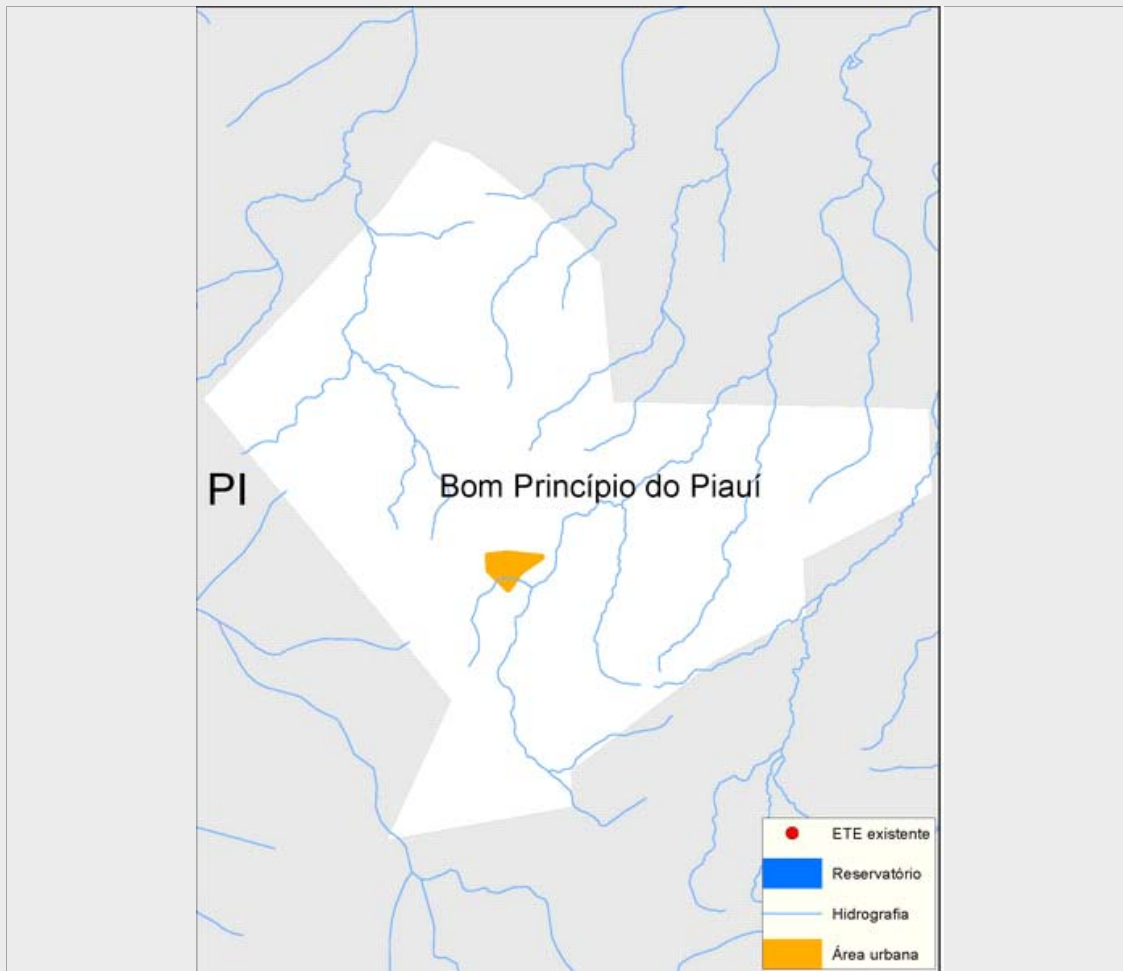 PI
Bom Princípio do Piauí
ETE existente
Reservatório
Hidrografia
Área urbana